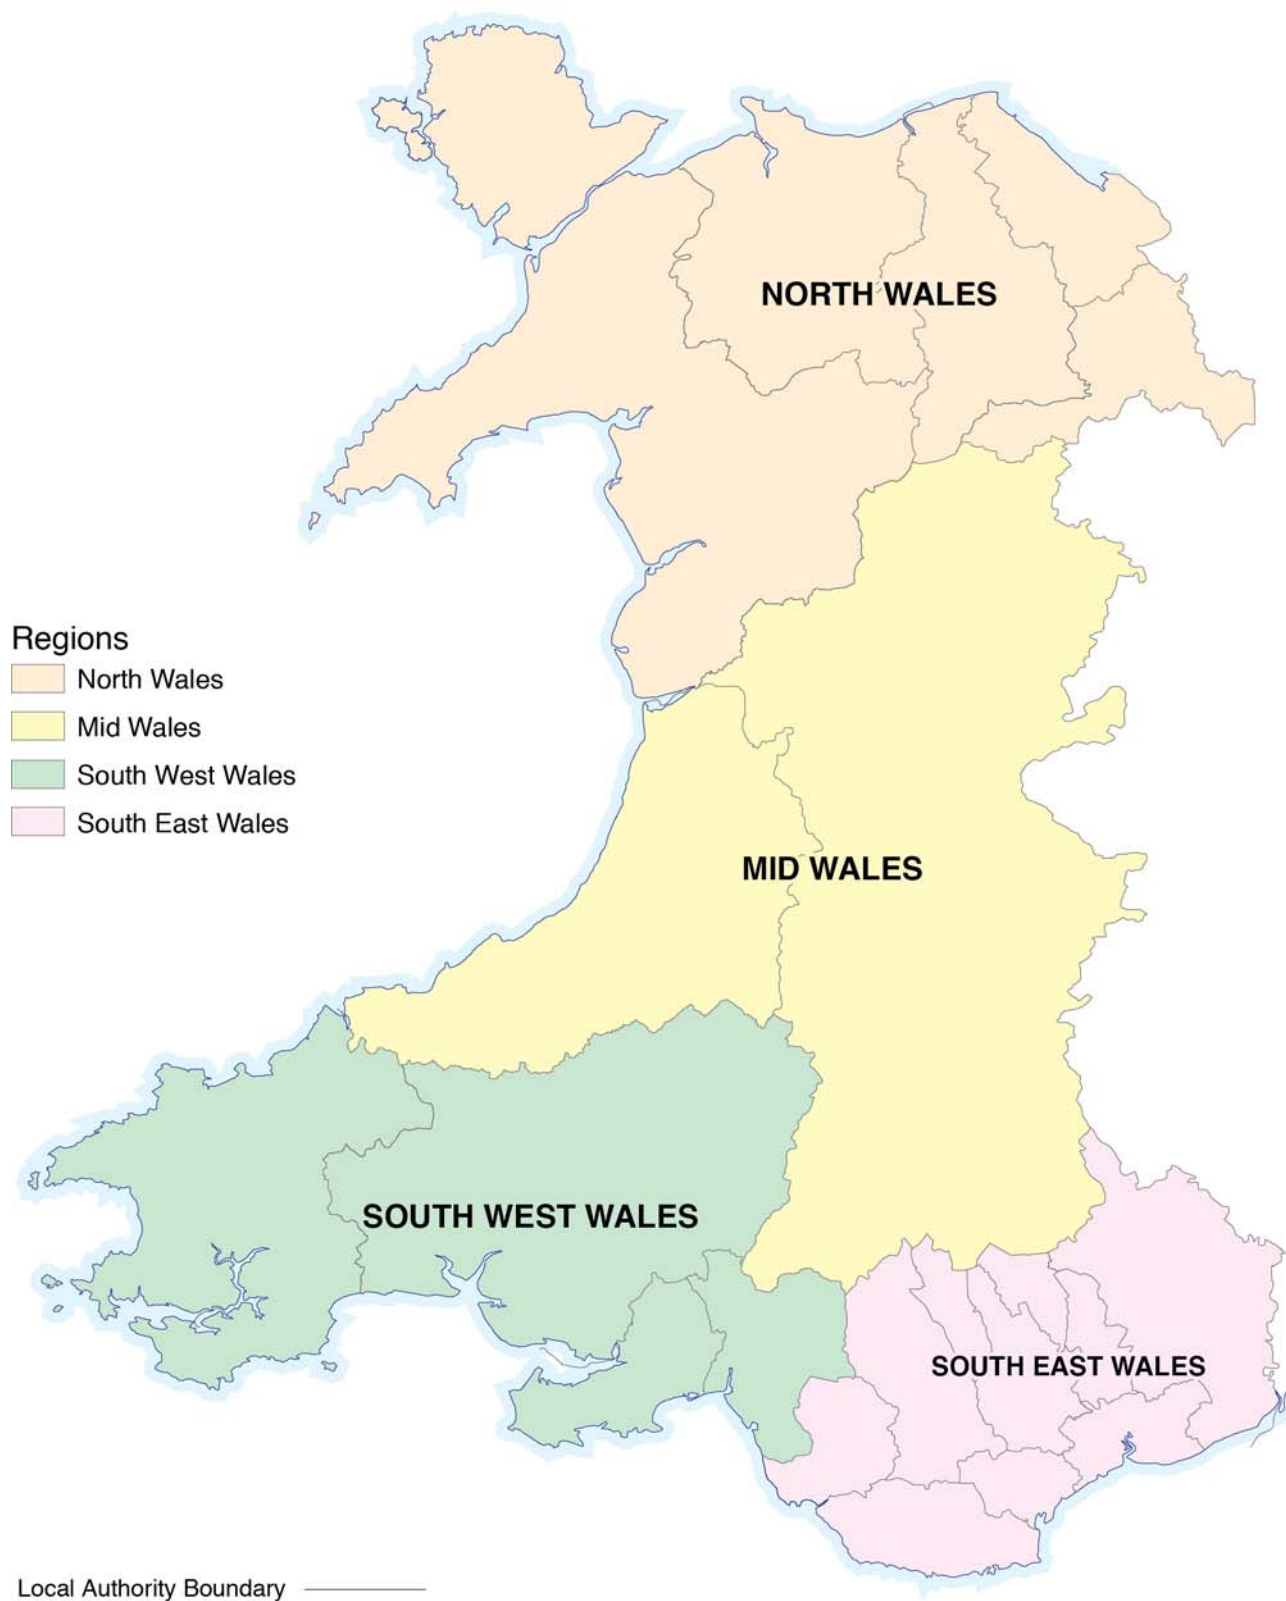 NORTH WALES
Regions
North Wales
Mid Wales
South West Wales
South East Wales
MID WALES
SOUTH WEST WALES
SOUTH EAST WALES
Local Authority Boundary